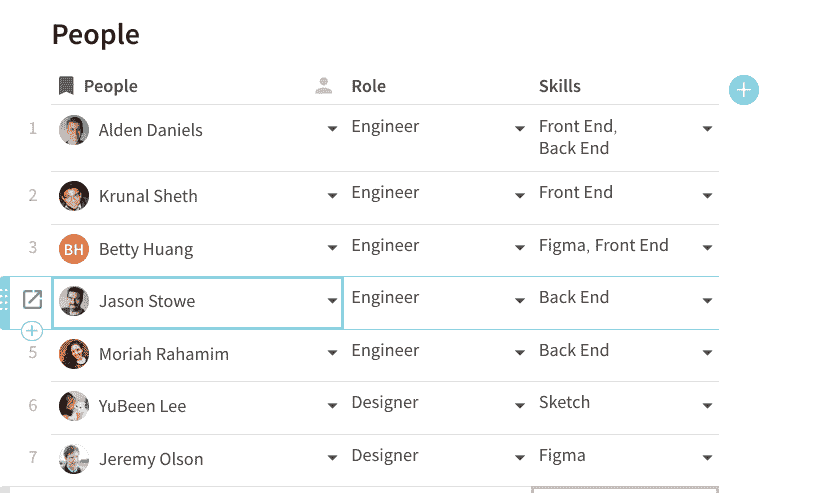 People
People Role Skills
1 Alden Daniels Engineer Front End,
Back End
2 Krunal Sheth Engineer Front End
3 BH Betty Huang Engineer Figma, Front End
Jason Stowe Engineer Back End
5 Moriah Rahamim Engineer Back End
6 YuBeen Lee Designer Sketch
7 Jeremy Olson Designer Figma